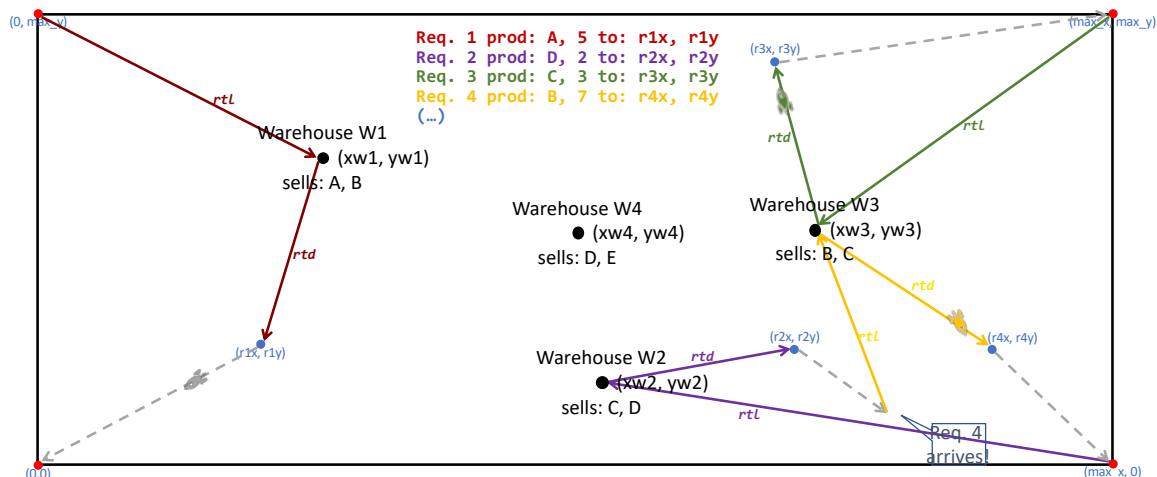 (0, max_y)
(max_x, max_y)
Req. 1 prod: A, 5 to: r1x, r1y
Req. 2 prod: D, 2 to: r2x, r2y
Req. 3 prod: C, 3 to: r3x, r3y
Req. 4 prod: B, 7 to: r4x, r4y
(…)
(r3x, r3y)
rtl
rtd
rtl
Warehouse W1
(xw1, yw1)
sells: A, B
Warehouse W4
(xw4, yw4)
sells: D, E
Warehouse W3
(xw3, yw3)
sells: B, C
rtd
rtd
rtl
(r1x, r1y)
(r2x, r2y)
(r4x, r4y)
Warehouse W2
(xw2, yw2)
sells: C, D
rtd
rtl
Req. 4
arrives!
(0,0)
(max_x, 0)